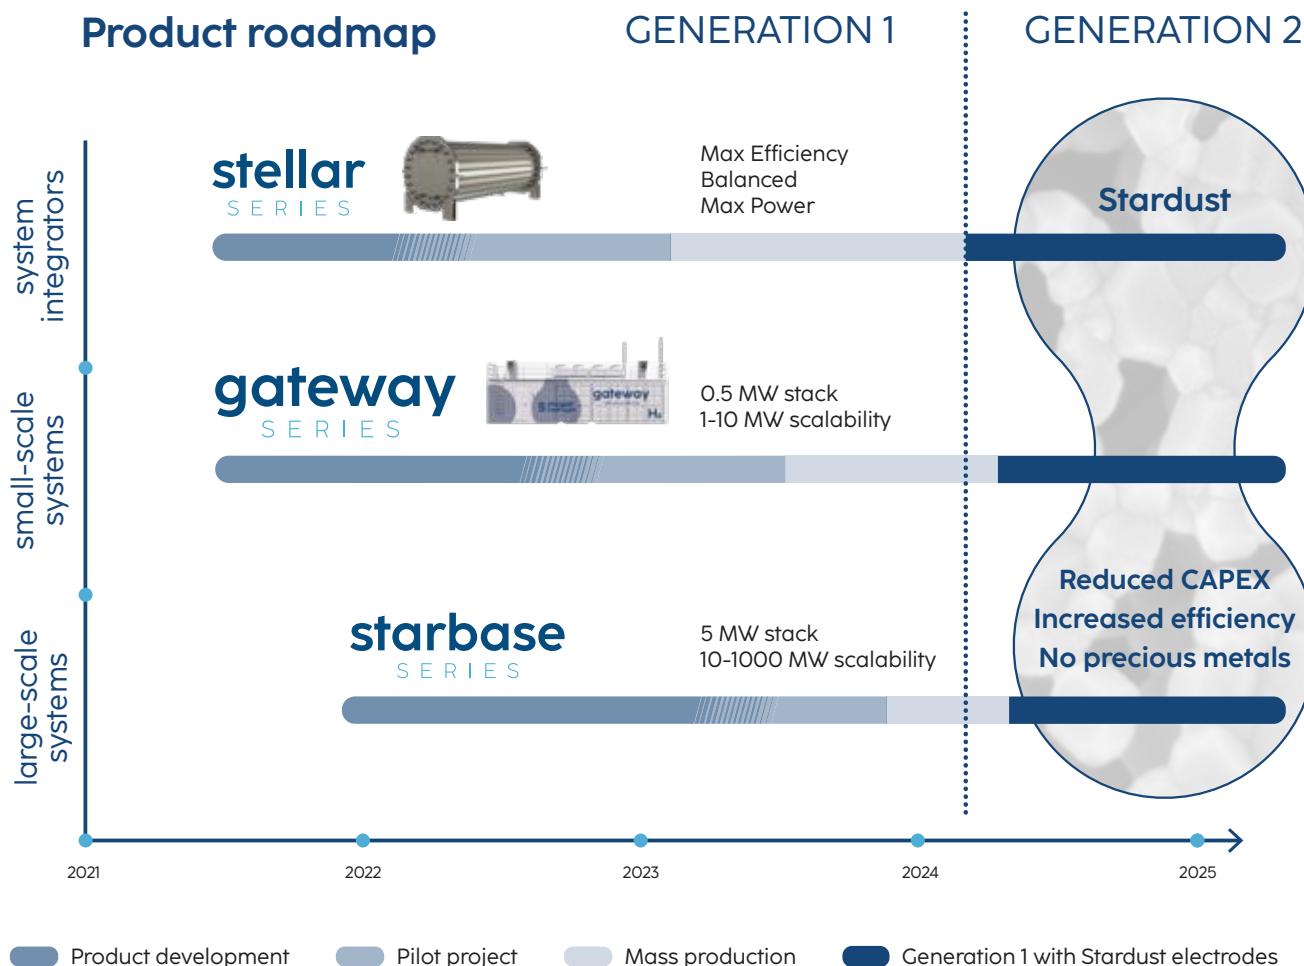 Product roadmap
GENERATION 1
GENERATION 2
system
integrators
stellar
SERIES
Max Efficiency
Balanced
Max Power
Stardust
small-scale
systems
gateway
SERIES
gateway
H₂
0.5 MW stack
1-10 MW scalability
large-scale
systems
starbase
SERIES
5 MW stack
10-1000 MW scalability
Reduced CAPEX
Increased efficiency
No precious metals
2021
2022
2023
2024
2025
Product development
Pilot project
Mass production
Generation 1 with Stardust electrodes